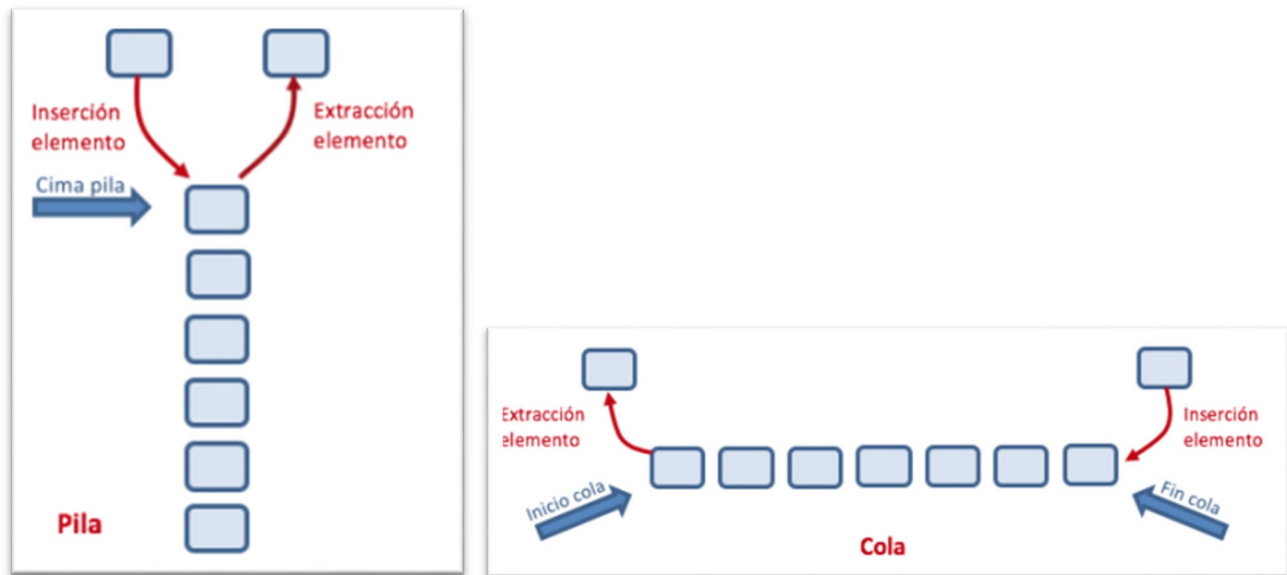 Inserción
elemento
Extracción
elemento
Cima pila
Pila
Extracción
elemento
Inserción
elemento
Inicio cola
Fin cola
Cola